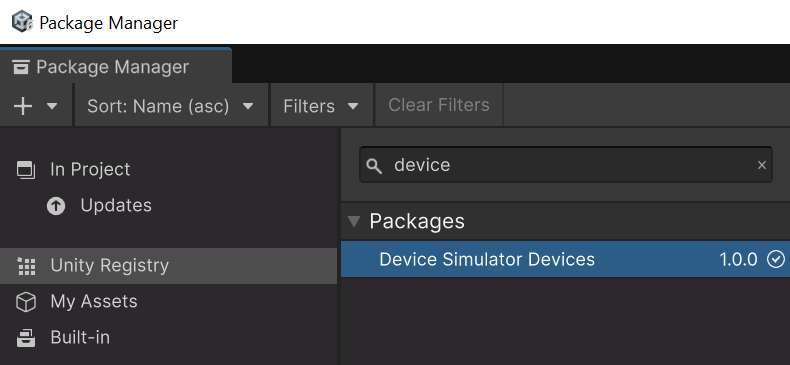 Package Manager
Package Manager
Sort: Name (asc) Filters Clear Filters
In Project
Updates
Unity Registry
My Assets
Built-in
device
Packages
Device Simulator Devices 1.0.0